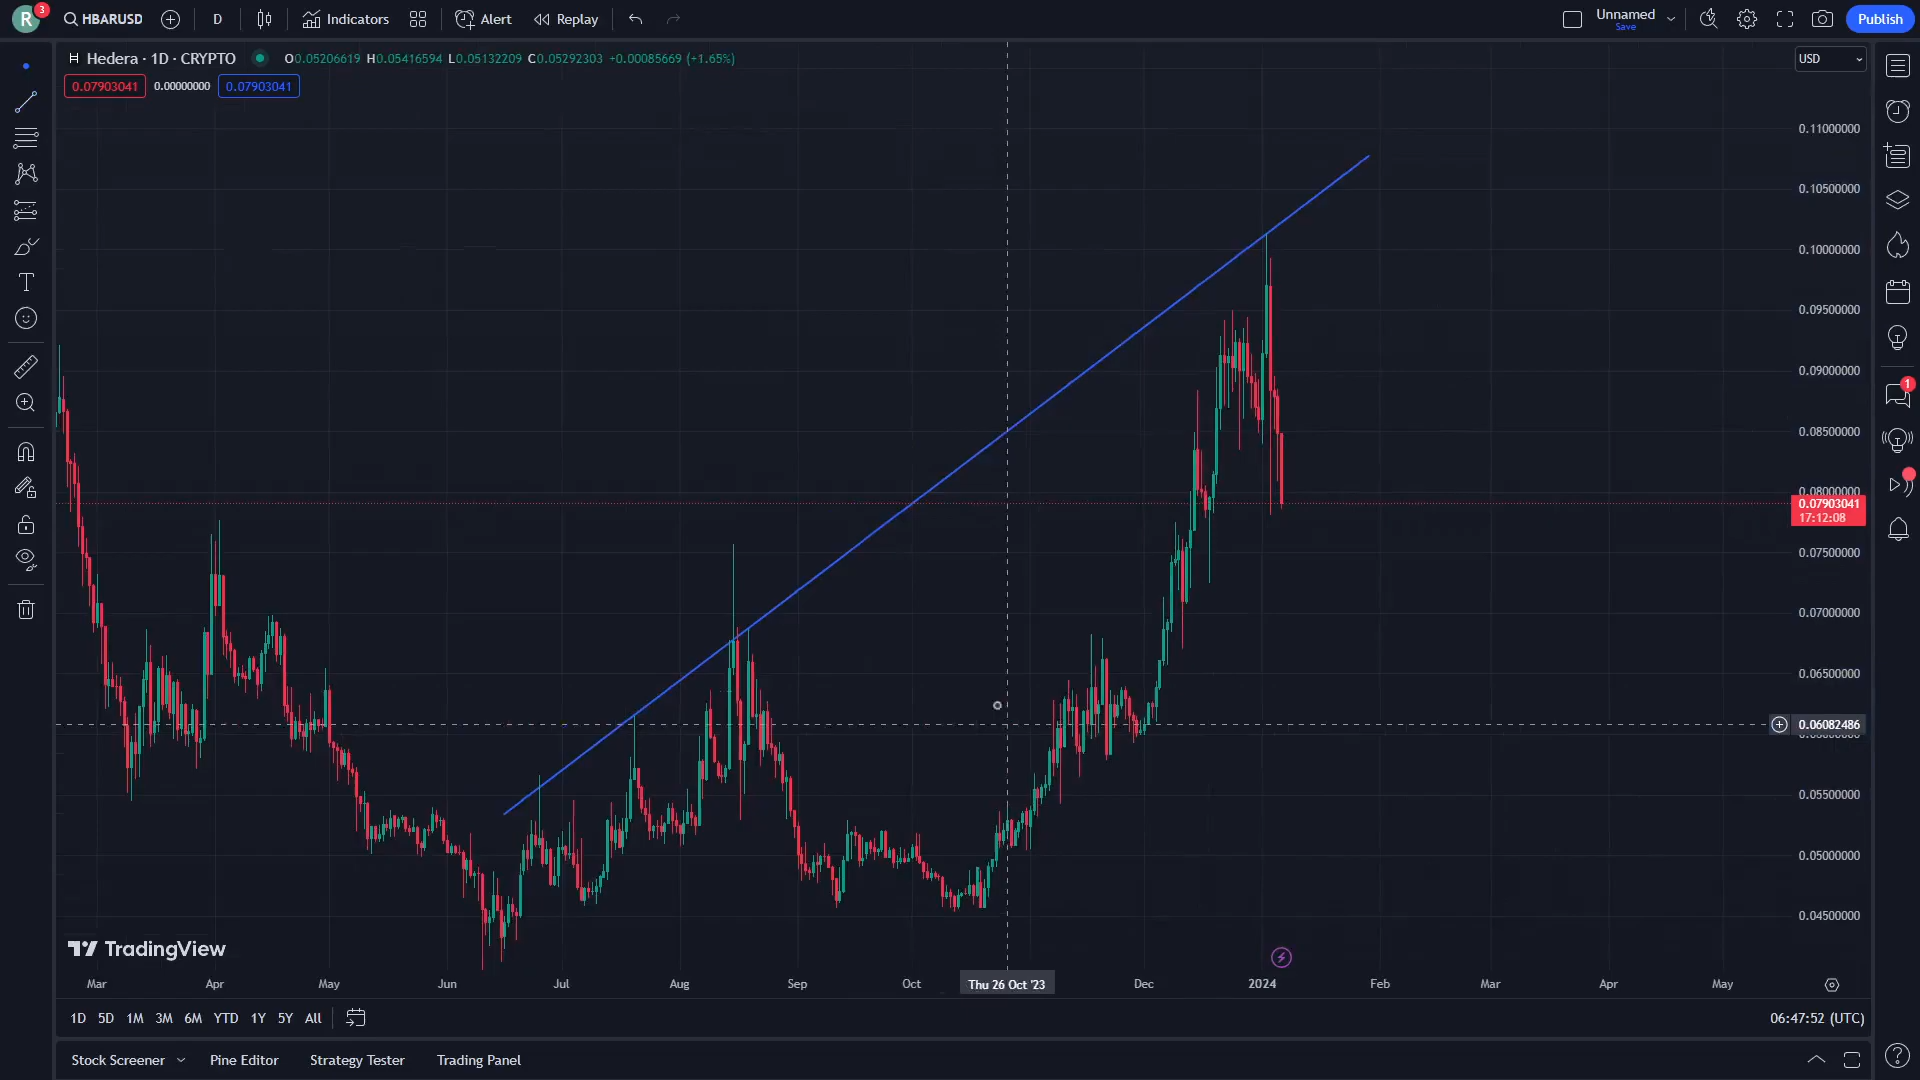 R 3 HBARUSD D Indicators Alert Replay Unnamed Save Publish
H Hedera · 1D · CRYPTO O0.05206619 H0.05416594 L0.05132209 C0.05292303 +0.00085669 (+1.65%) USD
0.07903041 0.00000000 0.07903041
0.11000000
0.10500000
0.10000000
0.09500000
0.09000000
0.08500000
0.08000000
0.07903041
17:12:08
0.07500000
0.07000000
0.06500000
0.06082486
0.06000000
0.05500000
0.05000000
0.04500000
1
TradingView
Mar Apr May Jun Jul Aug Sep Oct Thu 26 Oct '23 Dec 2024 Feb Mar Apr May
1D 5D 1M 3M 6M YTD 1Y 5Y All 06:47:52 (UTC)
Stock Screener Pine Editor Strategy Tester Trading Panel